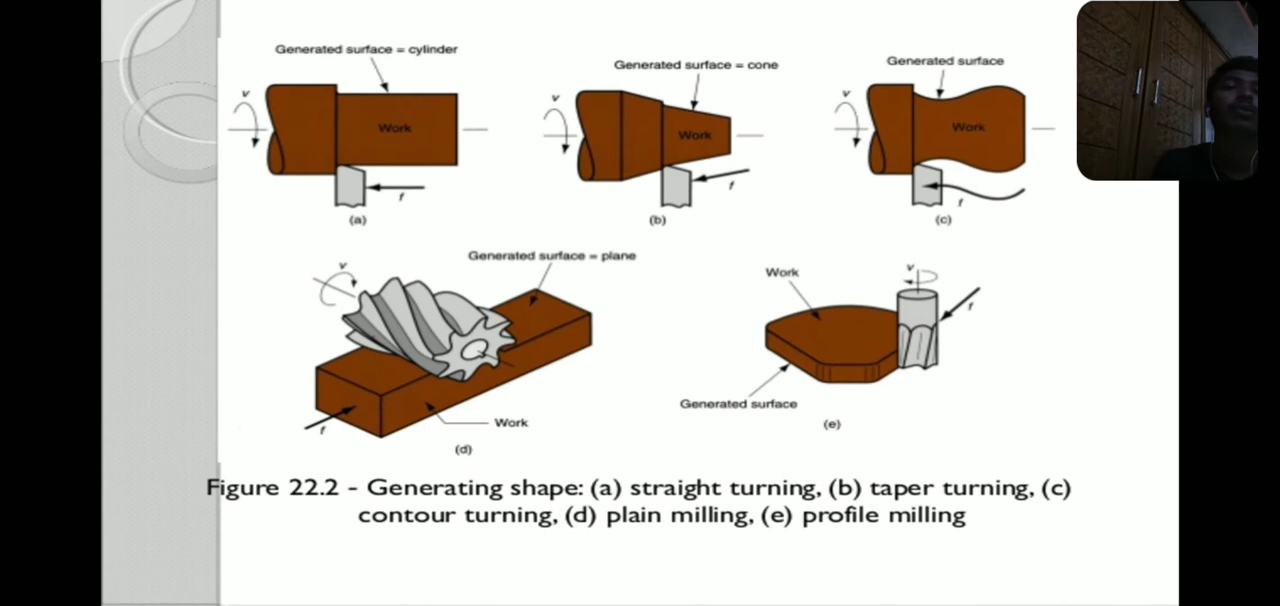 Generated surface = cylinder
v
Work
f
(a)
Generated surface = cone
v
Work
f
(b)
Generated surface
v
Work
f
(c)
Generated surface = plane
v
f
Work
(d)
Work
v
f
Generated surface
(e)
Figure 22.2 - Generating shape: (a) straight turning, (b) taper turning, (c)
contour turning, (d) plain milling, (e) profile milling